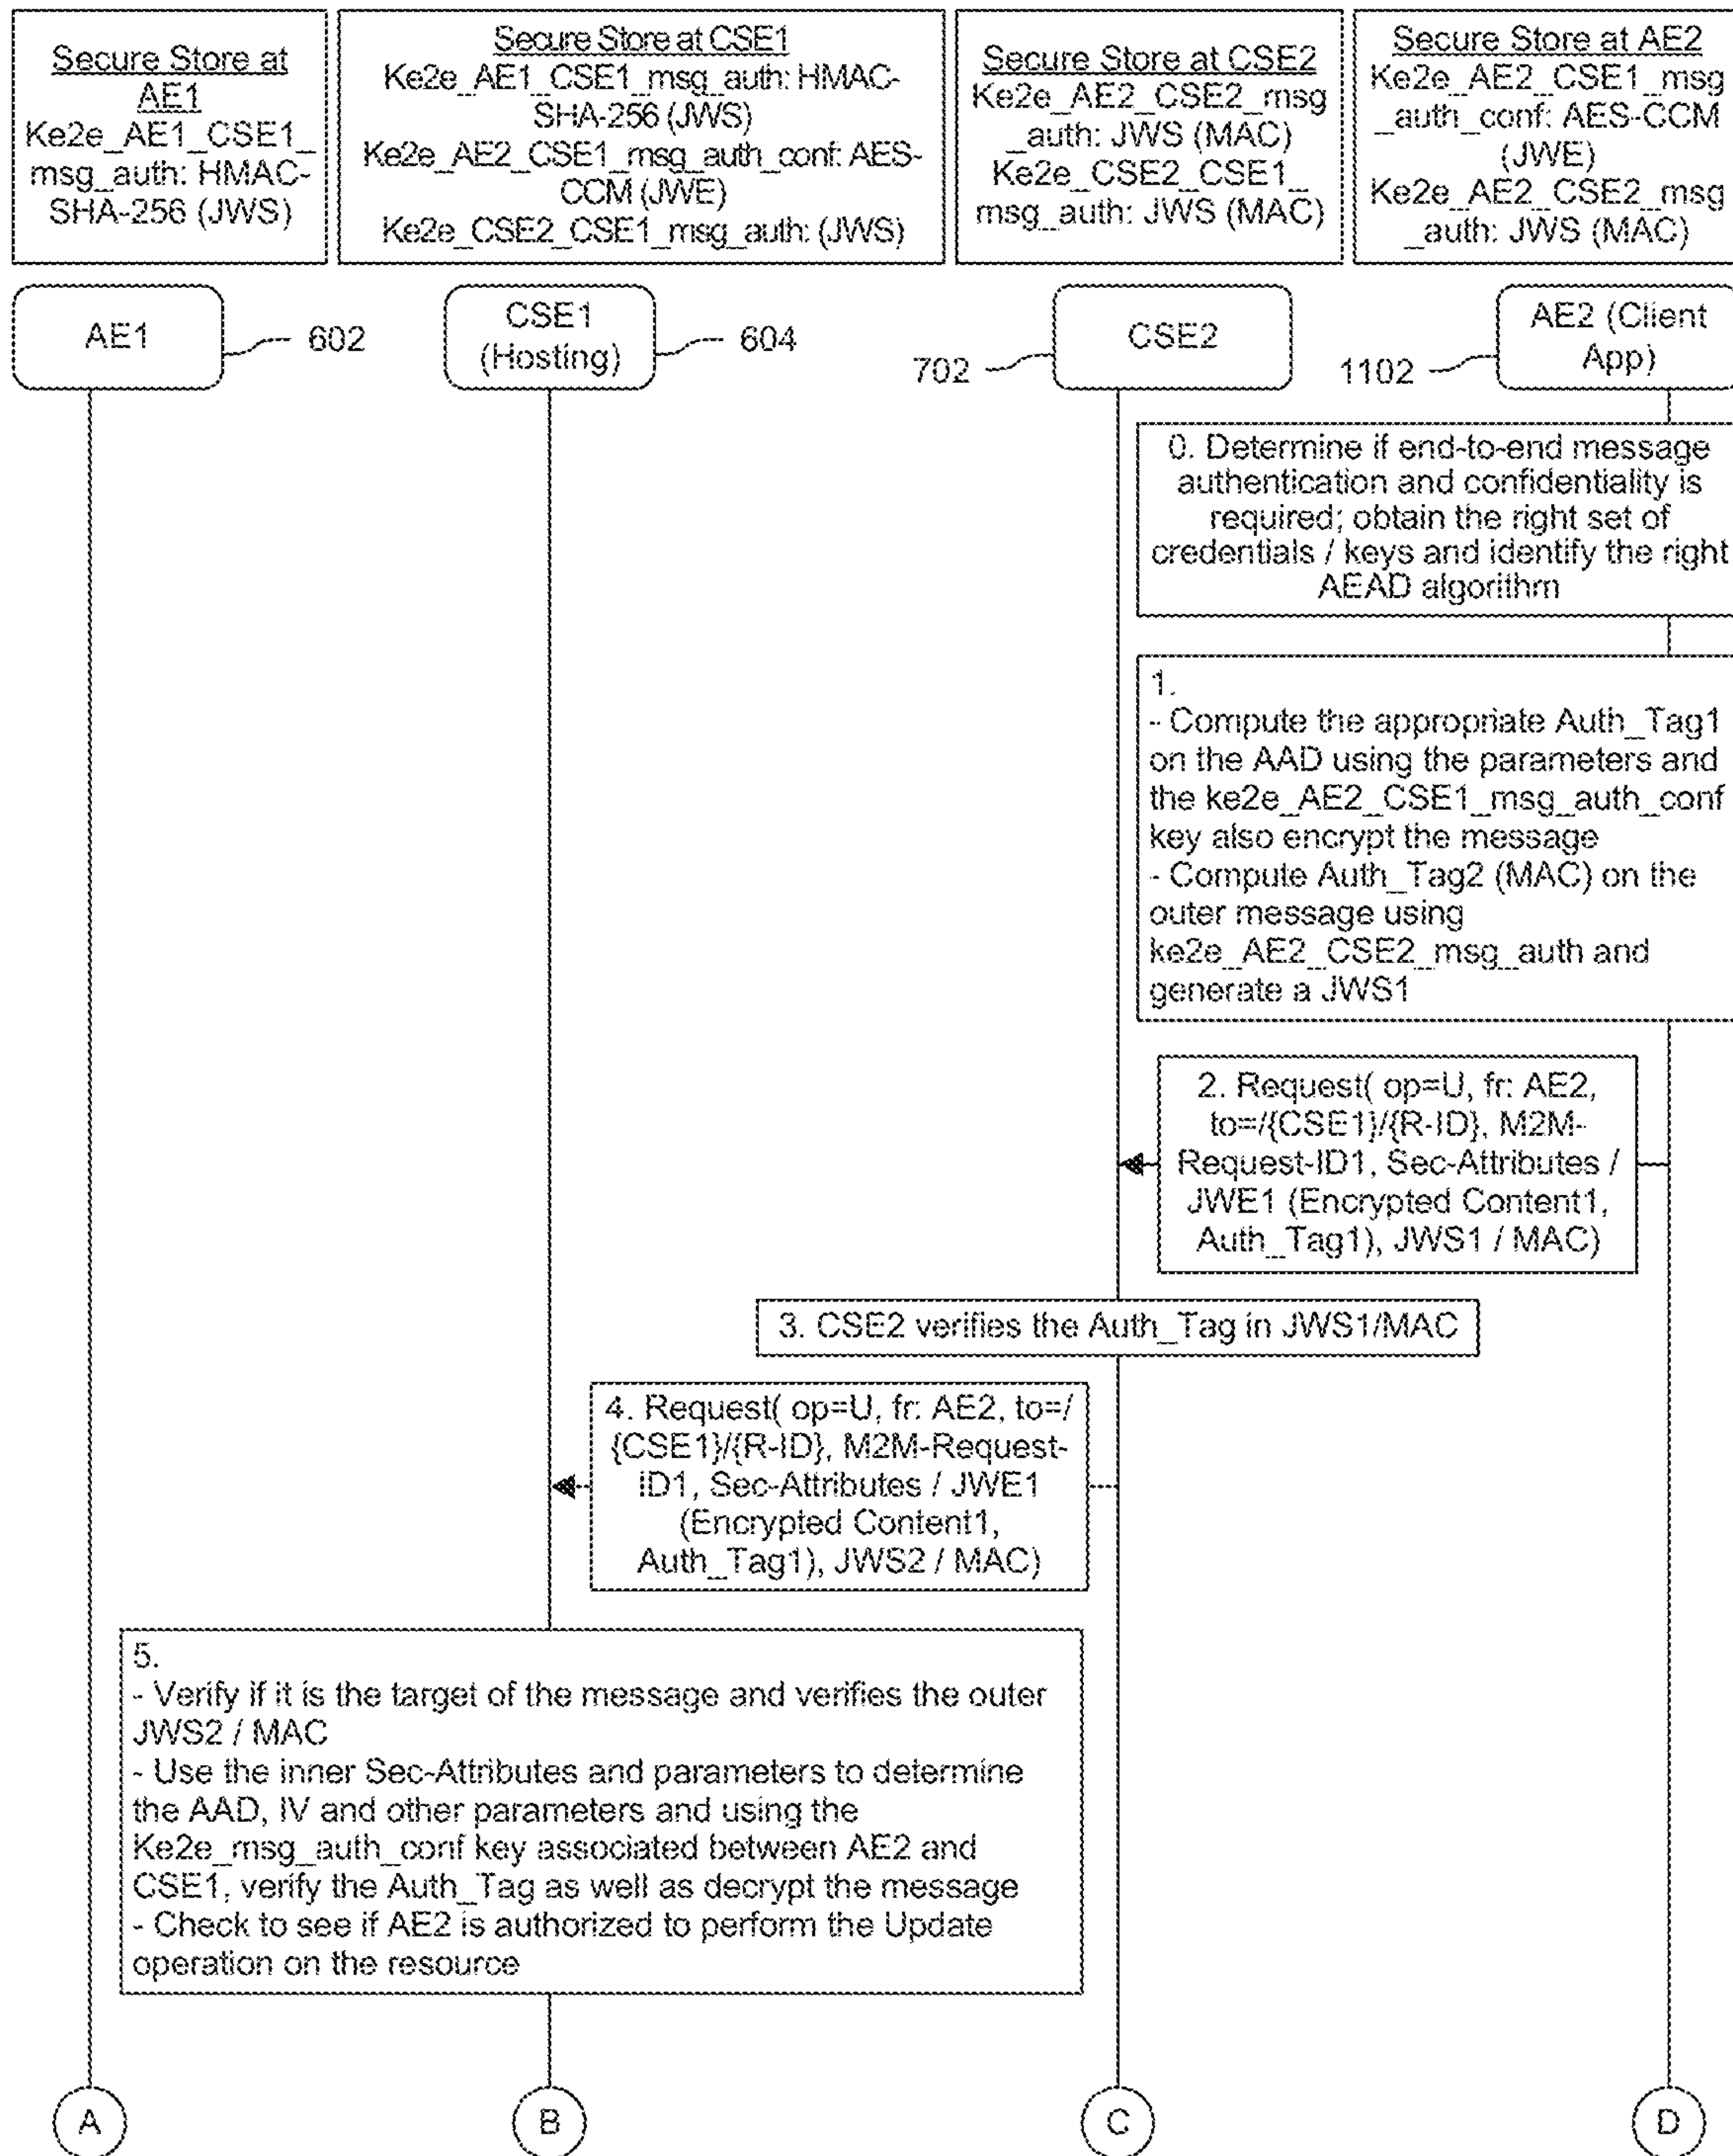 Secure Store at
AE1
Ke2e_AE1_CSE1_
msg_auth: HMAC-
SHA-256 (JWS)
Secure Store at CSE1
Ke2e_AE1_CSE1_msg_auth: HMAC-
SHA-256 (JWS)
Ke2e_AE2_CSE1_msg_auth_conf: AES-
CCM (JWE)
Ke2e_CSE2_CSE1_msg_auth: (JWS)
Secure Store at CSE2
Ke2e_AE2_CSE2_msg
_auth: JWS (MAC)
Ke2e_CSE2_CSE1_
msg_auth: JWS (MAC)
Secure Store at AE2
Ke2e_AE2_CSE1_msg
_auth_conf: AES-CCM
(JWE)
Ke2e_AE2_CSE2_msg
_auth: JWS (MAC)
AE1
602
CSE1
(Hosting)
604
702
CSE2
1102
AE2 (Client
App)
0. Determine if end-to-end message
authentication and confidentiality is
required; obtain the right set of
credentials / keys and identify the right
AEAD algorithm
1.
- Compute the appropriate Auth_Tag1
on the AAD using the parameters and
the ke2e_AE2_CSE1_msg_auth_conf
key also encrypt the message
- Compute Auth_Tag2 (MAC) on the
outer message using
ke2e_AE2_CSE2_msg_auth and
generate a JWS1
2. Request( op=U, fr: AE2,
to=/{CSE1}/{R-ID}, M2M-
Request-ID1, Sec-Attributes /
JWE1 (Encrypted Content1,
Auth_Tag1), JWS1 / MAC)
3. CSE2 verifies the Auth_Tag in JWS1/MAC
4. Request( op=U, fr: AE2, to=/
{CSE1}/{R-ID}, M2M-Request-
ID1, Sec-Attributes / JWE1
(Encrypted Content1,
Auth_Tag1), JWS2 / MAC)
5.
- Verify if it is the target of the message and verifies the outer
JWS2 / MAC
- Use the inner Sec-Attributes and parameters to determine
the AAD, IV and other parameters and using the
Ke2e_msg_auth_conf key associated between AE2 and
CSE1, verify the Auth_Tag as well as decrypt the message
- Check to see if AE2 is authorized to perform the Update
operation on the resource
A
B
C
D